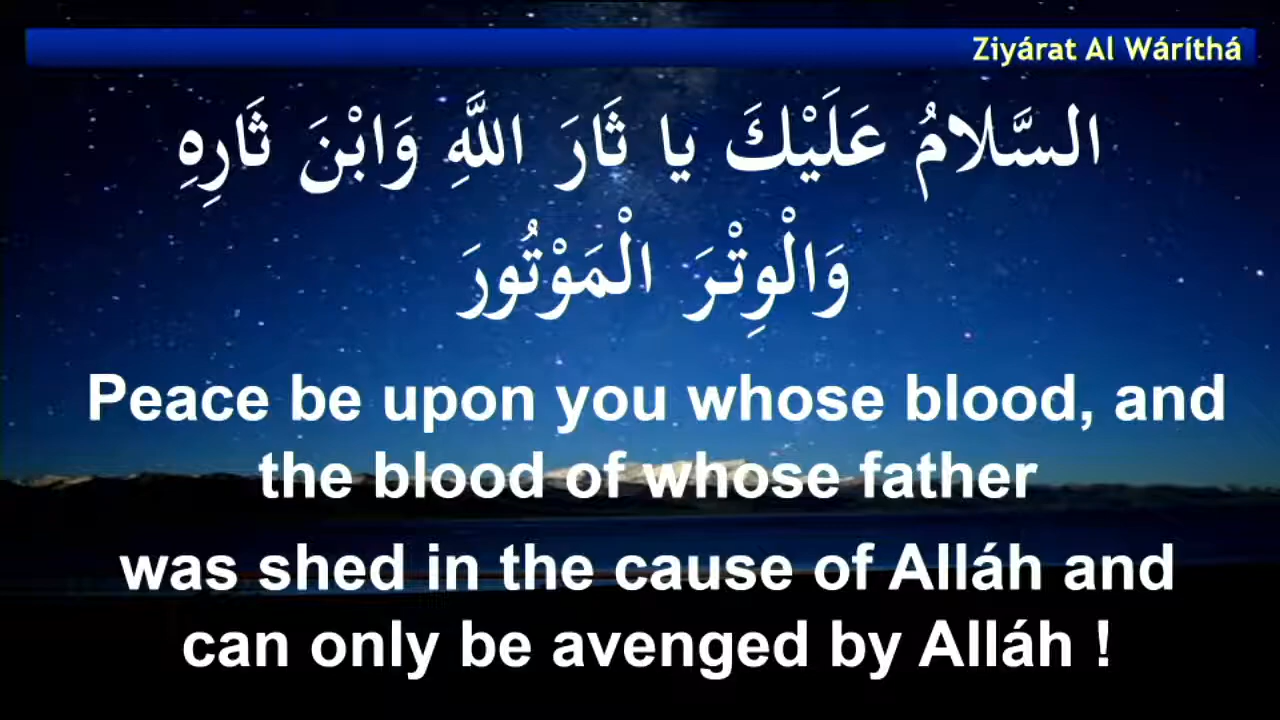 Ziyárat Al Wáríthá
السَّلامُ عَلَيْكَ يا ثَارَ اللَّهِ وَابْنَ ثَارِهِ
وَالْوِتْرَ الْمَوْتُورَ
Peace be upon you whose blood, and
the blood of whose father
was shed in the cause of Alláh and
can only be avenged by Alláh !